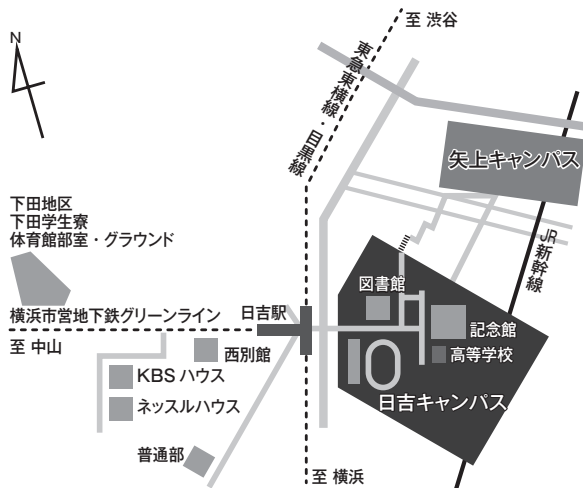 至 渋谷
N
東急東横線・目黒線
矢上キャンパス
下田地区
下田学生寮
体育館部室・グラウンド
JR新幹線
図書館
日吉駅
横浜市営地下鉄グリーンライン
記念館
至 中山
西別館
高等学校
KBS ハウス
日吉キャンパス
ネッスルハウス
普通部
至 横浜